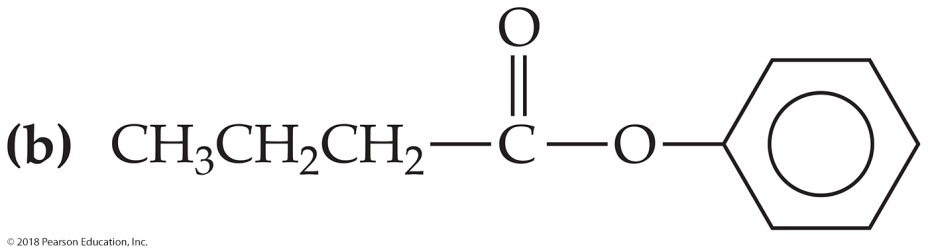 O
(b) CH₃CH₂CH₂—C—O—
© 2018 Pearson Education, Inc.